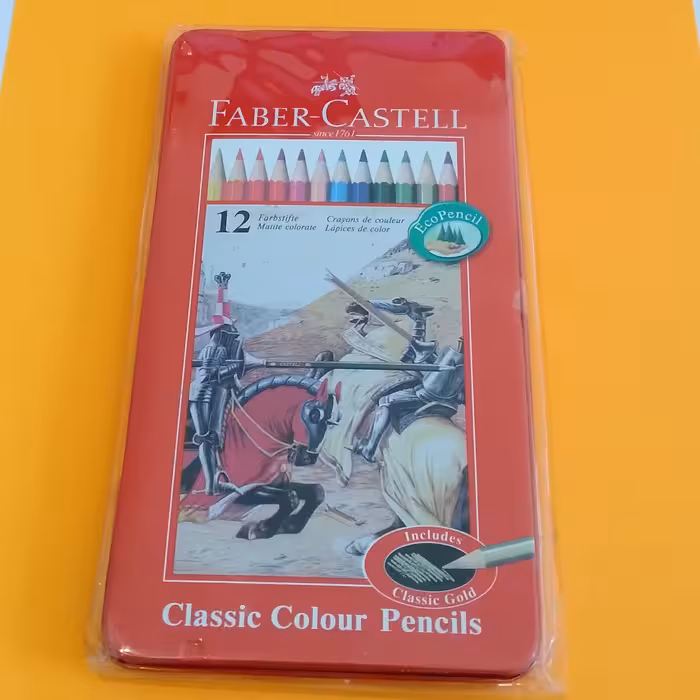 FABER-CASTELL
since 1761
12
Farbstifte
Matite colorate
Crayons de couleur
Lápices de color
EcoPencil
Includes
Classic Gold
Classic Colour Pencils